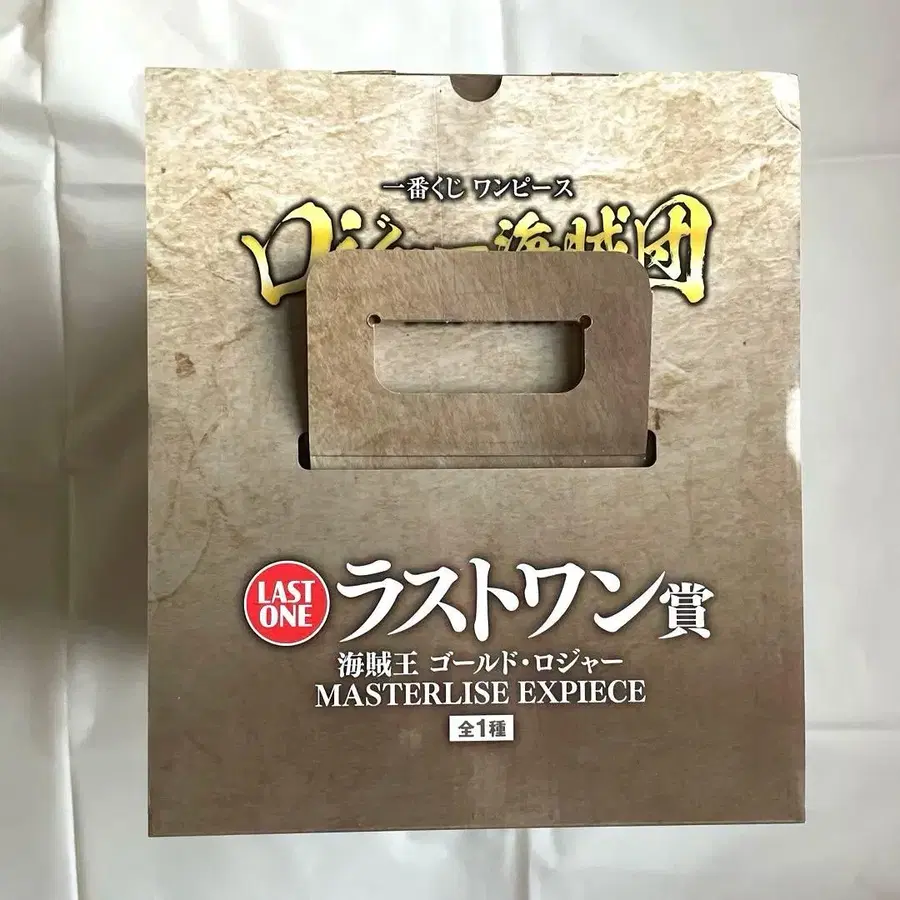 一番くじ ワンピース
ロジャー海賊団
LAST
ONE
ラストワン賞
海賊王 ゴールド・ロジャー
MASTERLISE EXPIECE
全1種